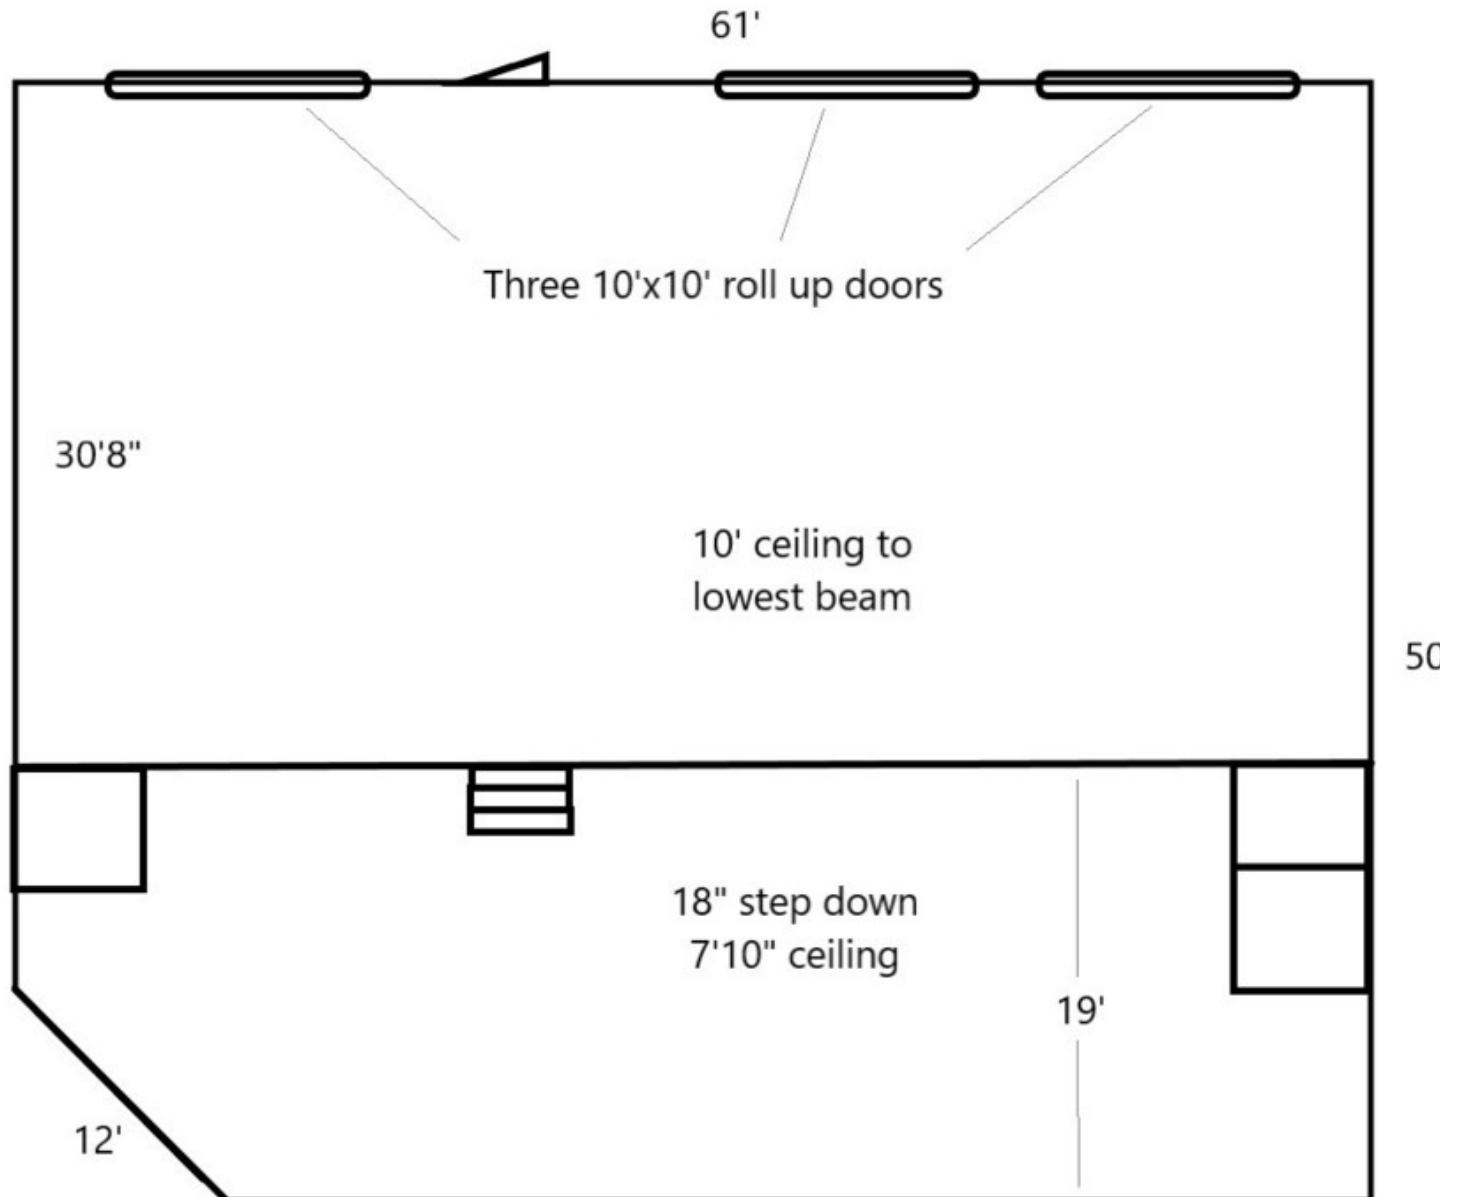 61'
Three 10'x10' roll up doors
30'8"
10' ceiling to
lowest beam
50
18" step down
7'10" ceiling
19'
12'